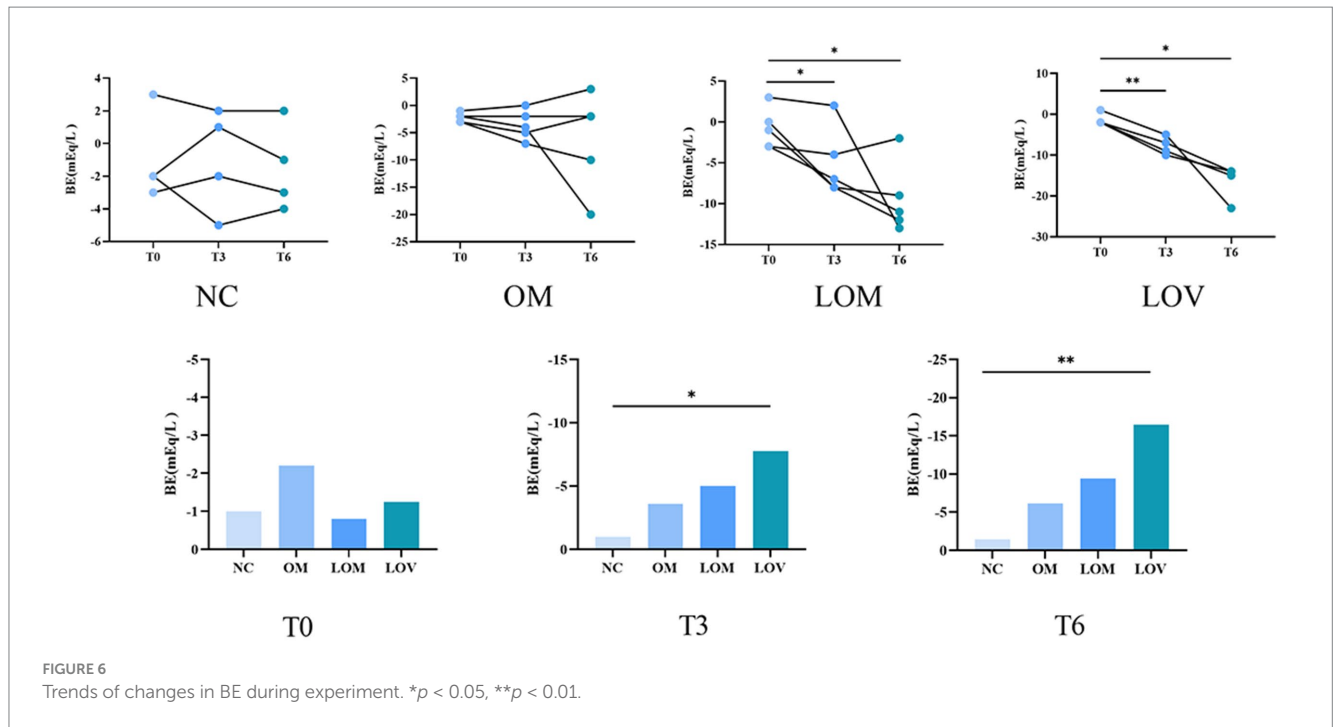 4
2
0
-2
-4
-6
BE(mEq/L)
T0 T3 T6
NC
5
0
-5
-10
-15
-20
-25
BE(mEq/L)
T0 T3 T6
OM
*
*
5
0
-5
-10
-15
BE(mEq/L)
T0 T3 T6
LOM
*
**
10
0
-10
-20
-30
BE(mEq/L)
T0 T3 T6
LOV
-5
-4
-3
-2
-1
0
BE(mEq/L )
NC OM LOM LOV
T0
*
-15
-10
-5
0
BE(mEq/L )
NC OM LOM LOV
T3
**
-25
-20
-15
-10
-5
0
BE(mEq/L )
NC OM LOM LOV
T6
FIGURE 6
Trends of changes in BE during experiment. *p < 0.05, **p < 0.01.